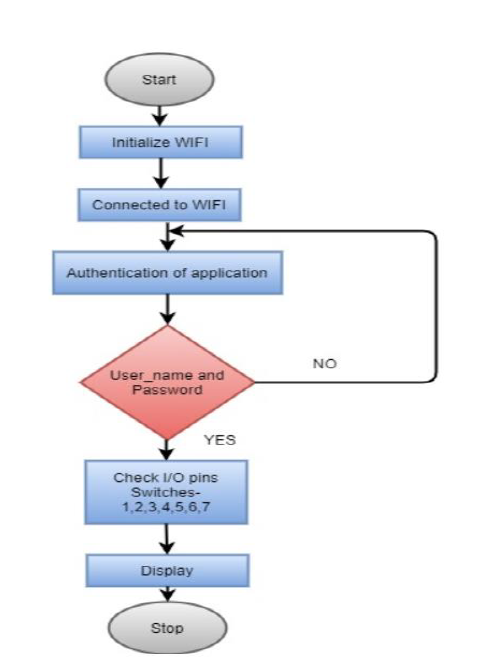 Start
Initialize WIFI
Connected to WIFI
Authentication of application
User_name and
Password
NO
YES
Check I/O pins
Switches-
1,2,3,4,5,6,7
Display
Stop